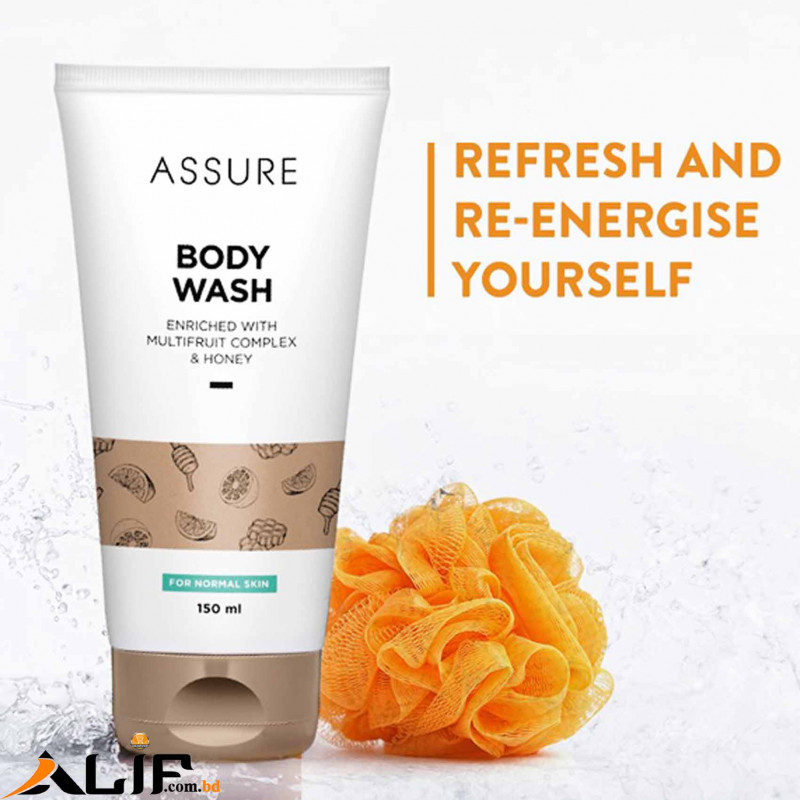 ASSURE
BODY
WASH
ENRICHED WITH
MULTIFRUIT COMPLEX
& HONEY
FOR NORMAL SKIN
150 ml
REFRESH AND
RE-ENERGISE
YOURSELF
ALIF.com.bd